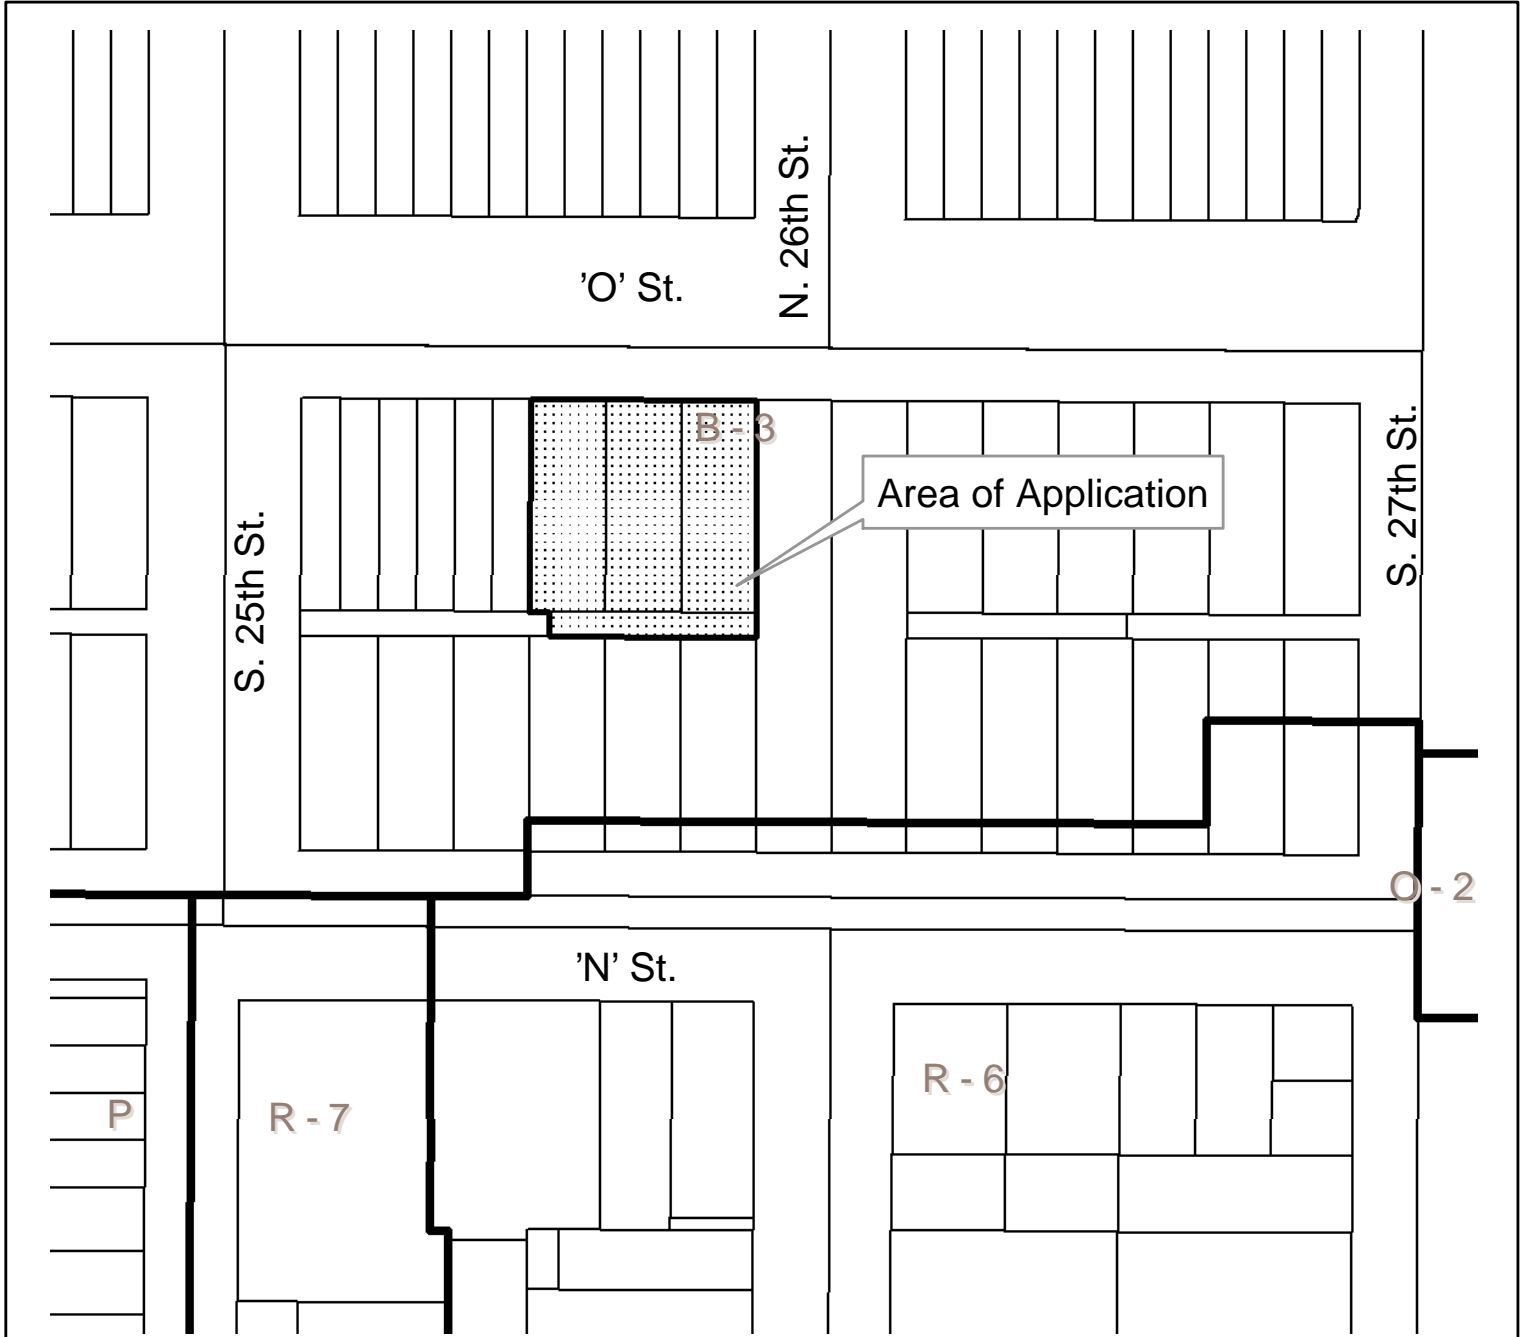 N. 26th St.
'O' St.
B - 3
Area of Application
S. 27th St.
S. 25th St.
O - 2
'N' St.
R - 6
P
R - 7